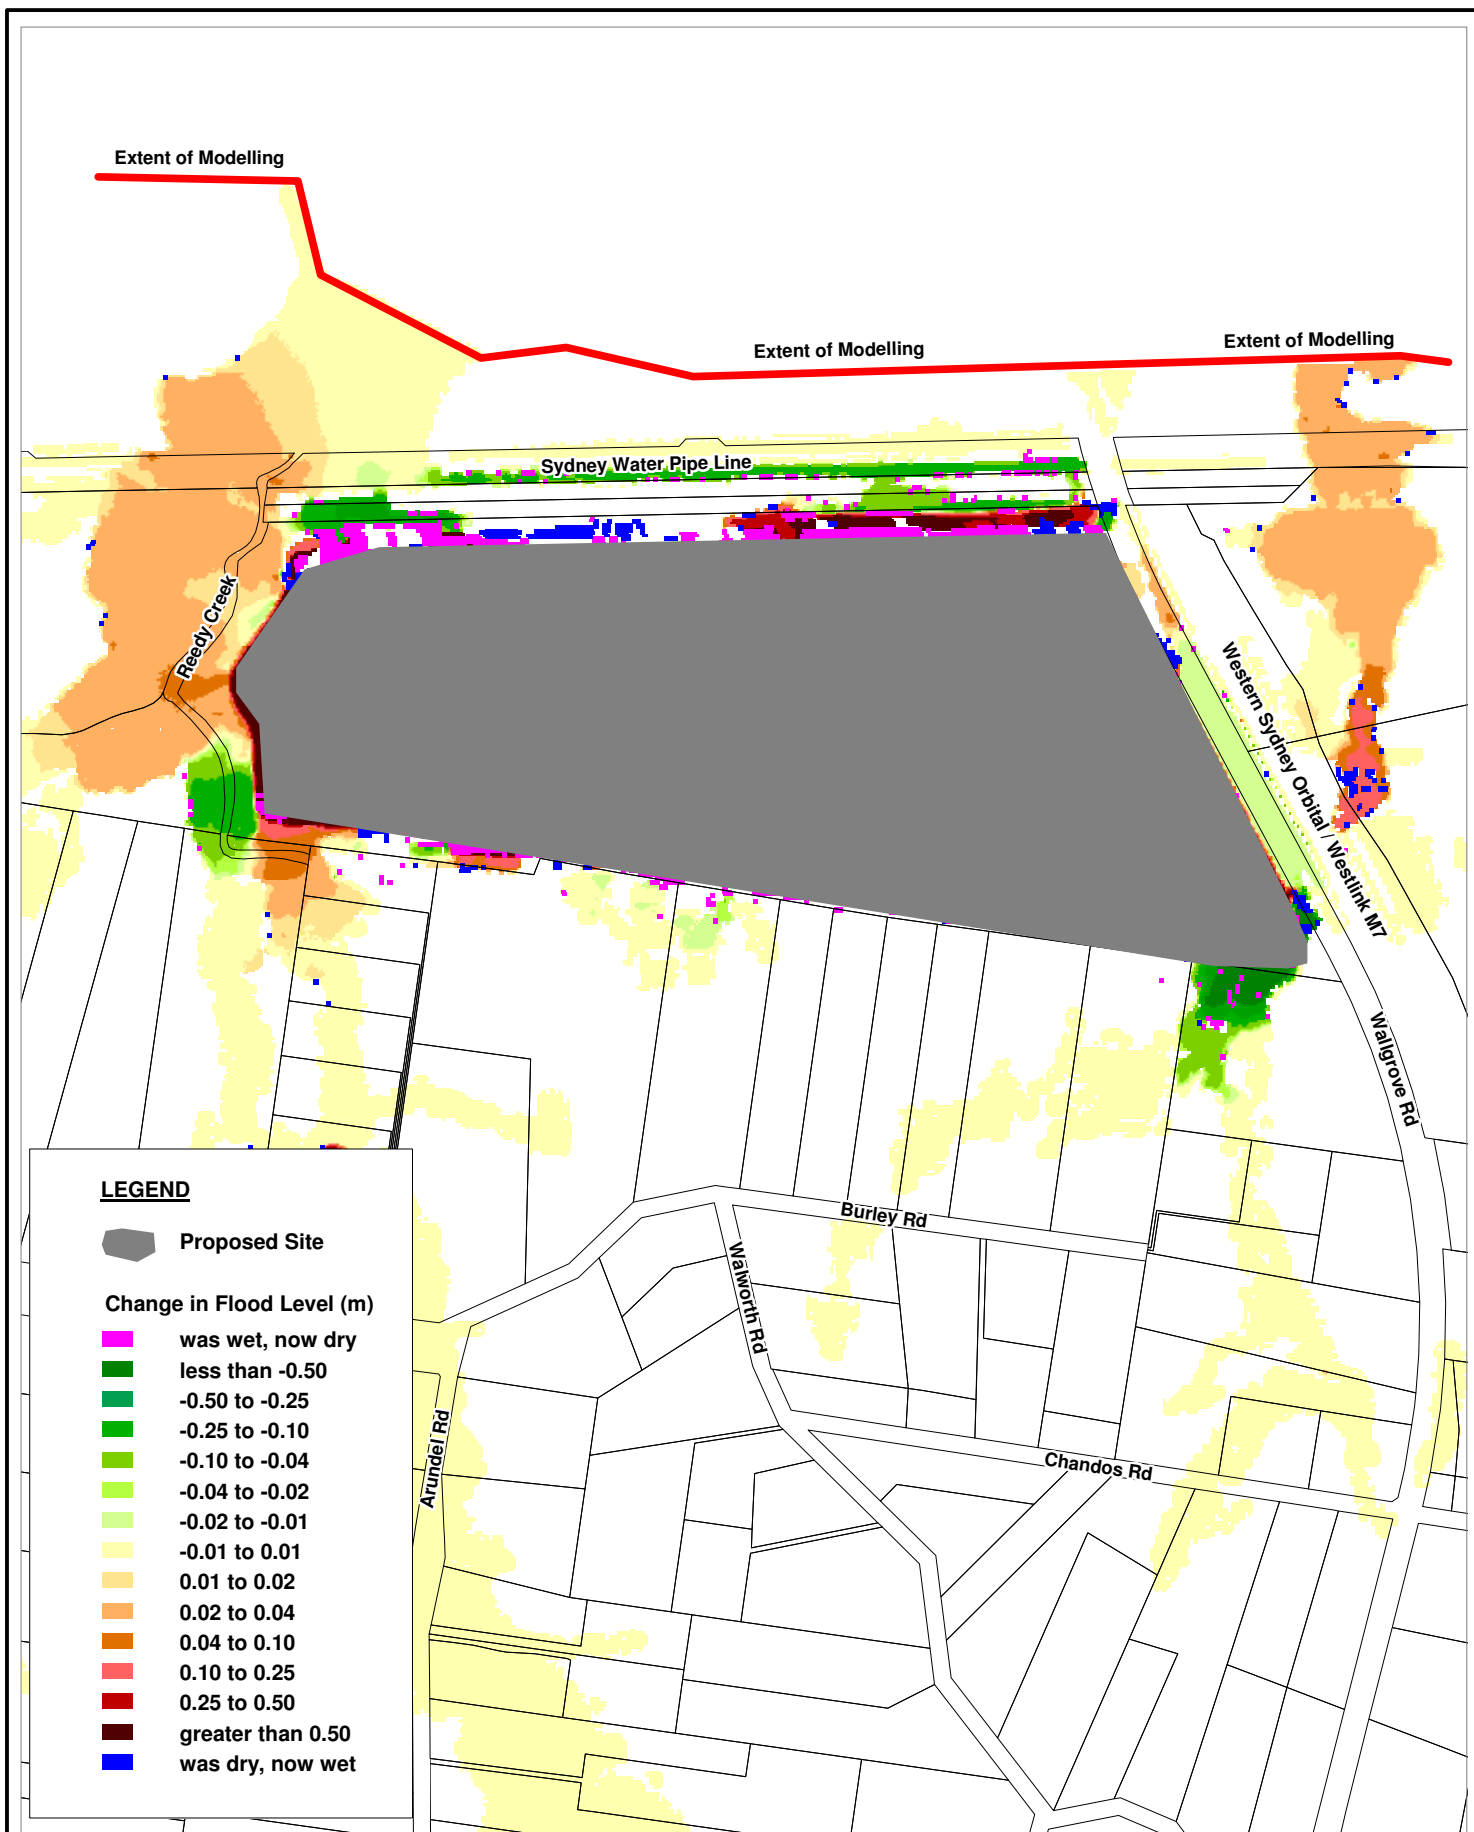 Extent of Modelling
Extent of Modelling
Extent of Modelling
Sydney Water Pipe Line
Reedy Creek
Western Sydney Orbital / Westlink M7
Wallgrove Rd
Burley Rd
Walworth Rd
Chandos Rd
Arundel Rd
LEGEND
Proposed Site
Change in Flood Level (m)
was wet, now dry
less than -0.50
-0.50 to -0.25
-0.25 to -0.10
-0.10 to -0.04
-0.04 to -0.02
-0.02 to -0.01
-0.01 to 0.01
0.01 to 0.02
0.02 to 0.04
0.04 to 0.10
0.10 to 0.25
0.25 to 0.50
greater than 0.50
was dry, now wet